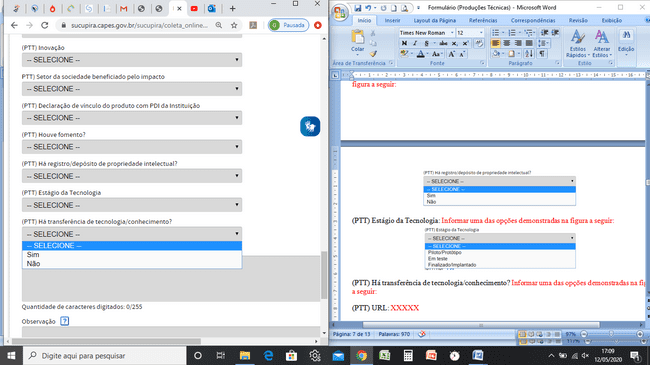 sucupira.capes.gov.br/sucupira/coleta_online...
Pausada
(PTT) Inovação
-- SELECIONE --
(PTT) Setor da sociedade beneficiado pelo impacto
-- SELECIONE --
(PTT) Declaração de vínculo do produto com PDI da Instituição
-- SELECIONE --
(PTT) Houve fomento?
-- SELECIONE --
(PTT) Há registro/depósito de propriedade intelectual?
-- SELECIONE --
(PTT) Estágio da Tecnologia
-- SELECIONE --
(PTT) Há transferência de tecnologia/conhecimento?
-- SELECIONE --
-- SELECIONE --
Sim
Não
Quantidade de caracteres digitados: 0/255
Observação ?
Formulário (Produções Técnicas) - Microsoft Word
Início Inserir Layout da Página Referências Correspondências Revisão Exibição
Times New Roman 12
Colar
Estilos Rápidos
Alterar Estilos
Edição
Área de Transferência Fonte Parágrafo Estilo
figura a seguir:
(PTT) Há registro/depósito de propriedade intelectual?
-- SELECIONE --
-- SELECIONE --
Sim
Não
(PTT) Estágio da Tecnologia: Informar uma das opções demonstradas na figura a seguir:
(PTT) Estágio da Tecnologia
-- SELECIONE --
-- SELECIONE --
Piloto/Protótipo
Em teste
Finalizado/Implantado
(PTT) Há transferência de tecnologia/conhecimento? Informar uma das opções demonstradas na figu
a seguir:
(PTT) URL: XXXXX
Página: 7 de 13 Palavras: 970 97%
117%
Digite aqui para pesquisar
17:09
12/05/2020